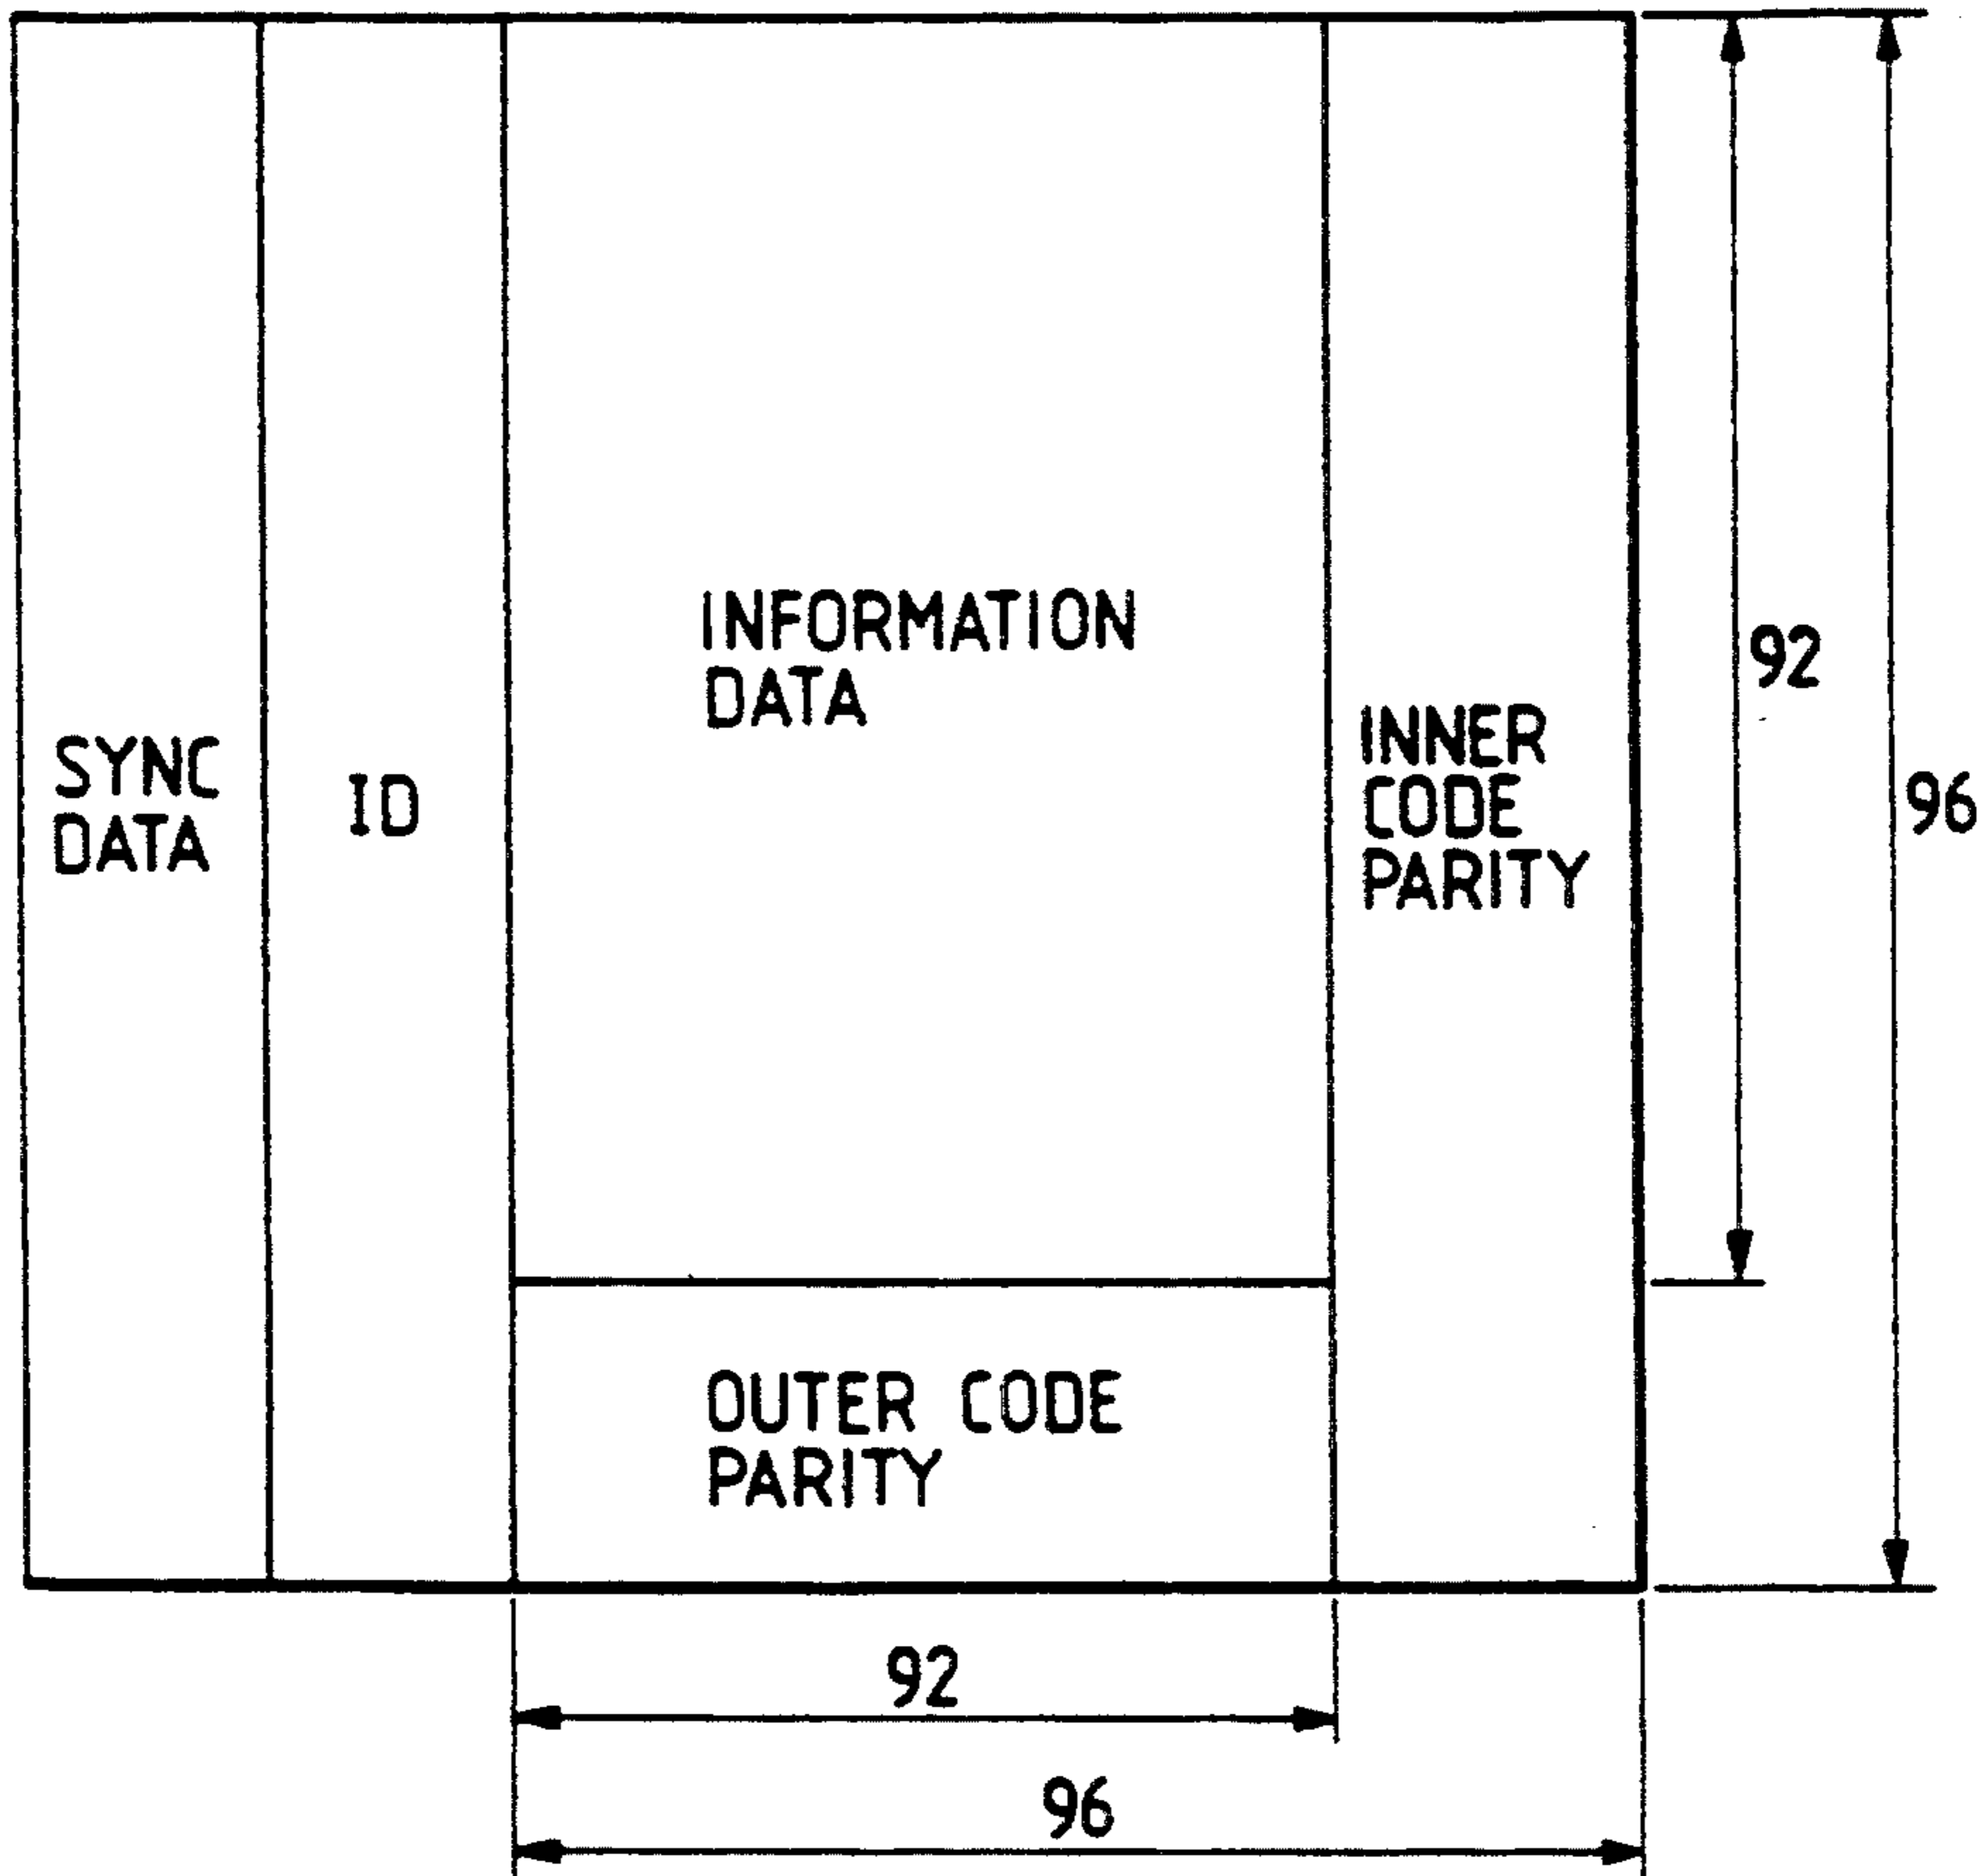 SYNC
DATA
ID
INFORMATION
DATA
INNER
CODE
PARITY
92
96
OUTER CODE
PARITY
92
96